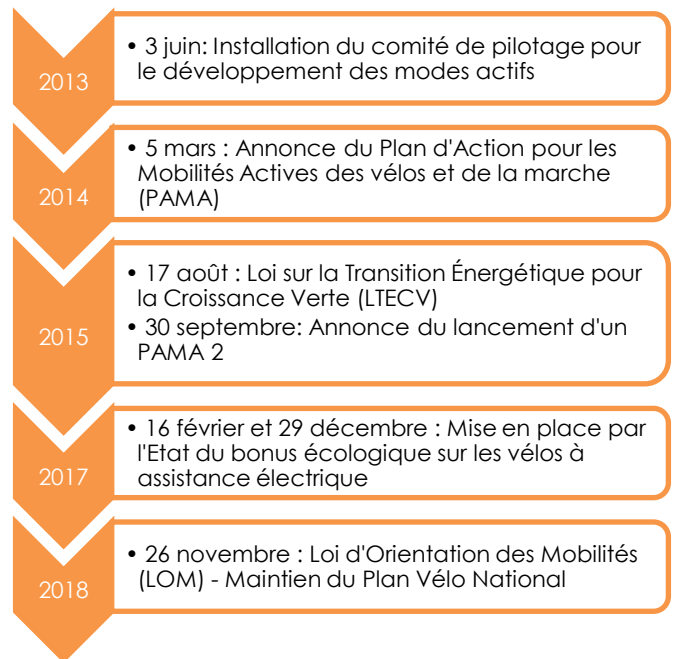 2013
• 3 juin: Installation du comité de pilotage pour
le développement des modes actifs
2014
• 5 mars : Annonce du Plan d'Action pour les
Mobilités Actives des vélos et de la marche
(PAMA)
2015
• 17 août : Loi sur la Transition Énergétique pour
la Croissance Verte (LTECV)
• 30 septembre: Annonce du lancement d'un
PAMA 2
2017
• 16 février et 29 décembre : Mise en place par
l'Etat du bonus écologique sur les vélos à
assistance électrique
2018
• 26 novembre : Loi d'Orientation des Mobilités
(LOM) - Maintien du Plan Vélo National